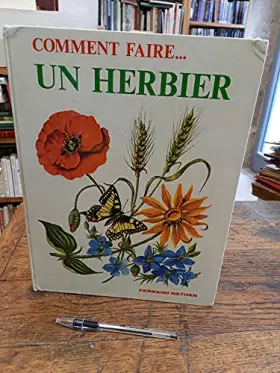 COMMENT FAIRE...
UN HERBIER
FERNAND NATHAN